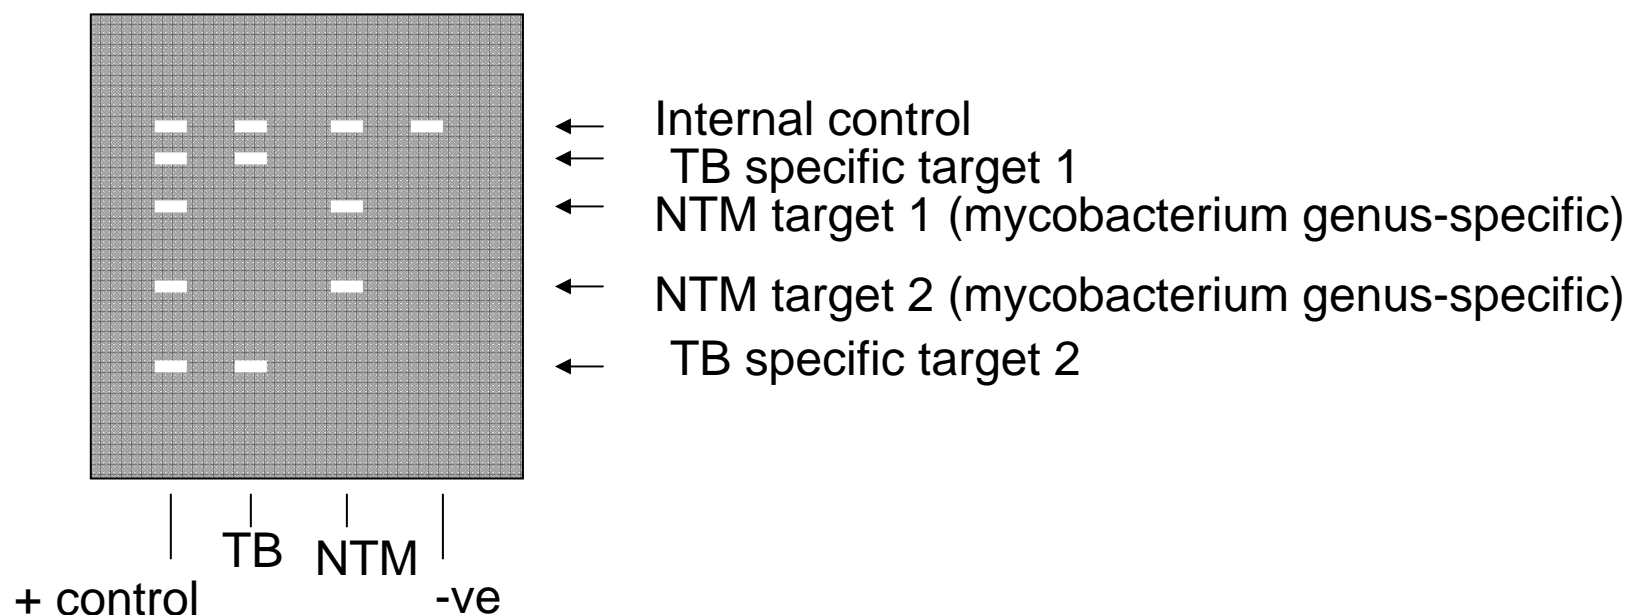 Internal control
TB specific target 1
NTM target 1 (mycobacterium genus-specific)
NTM target 2 (mycobacterium genus-specific)
TB specific target 2
TB
NTM
+ control
-ve